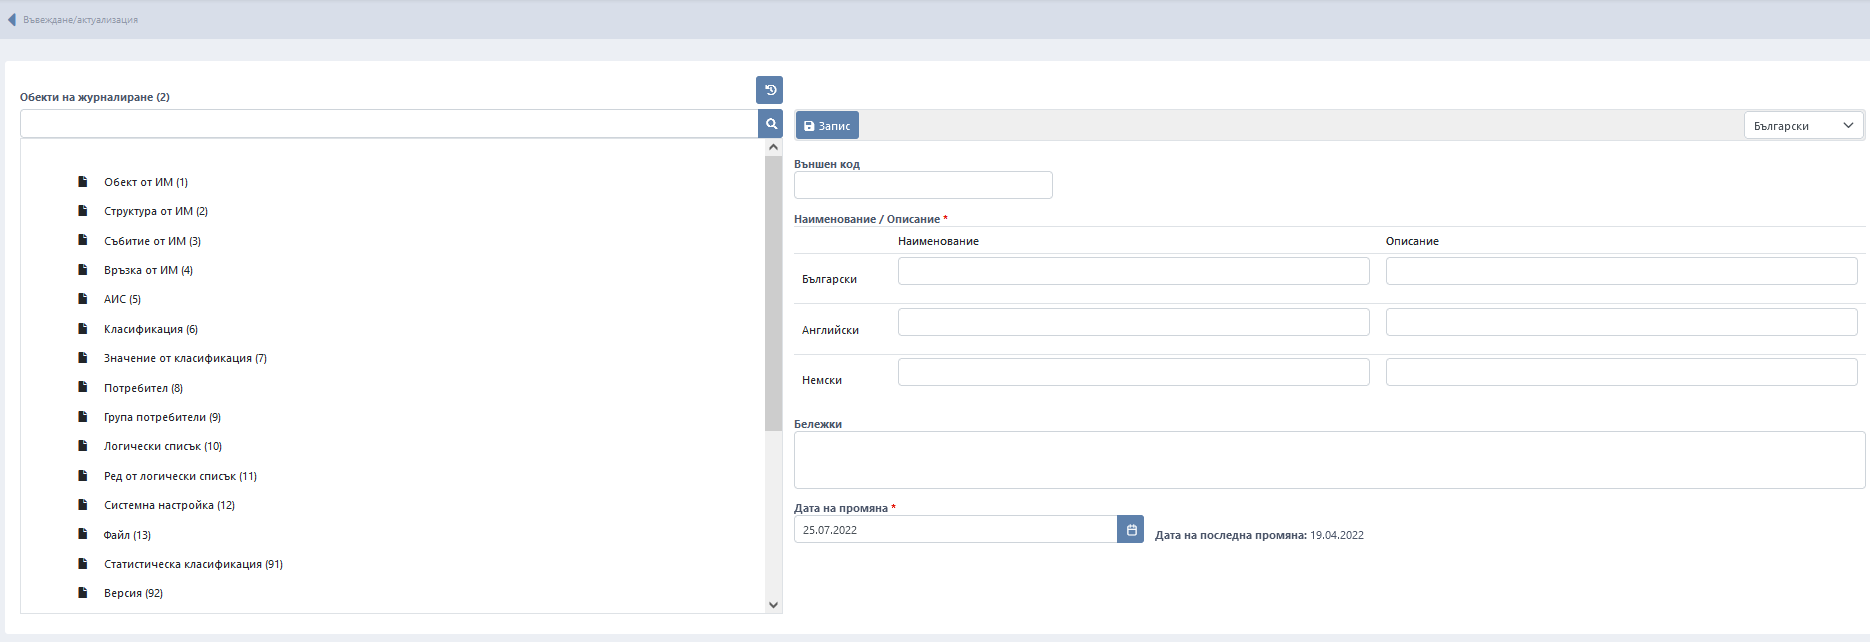 Въвеждане/актуализация
Обекти на журналиране (2)
Обект от ИМ (1)
Структура от ИМ (2)
Събитие от ИМ (3)
Връзка от ИМ (4)
АИС (5)
Класификация (6)
Значение от класификация (7)
Потребител (8)
Група потребители (9)
Логически списък (10)
Ред от логически списък (11)
Системна настройка (12)
Файл (13)
Статистическа класификация (91)
Версия (92)
Запис
Български
Външен код
Наименование / Описание *
Наименование Описание
Български
Английски
Немски
Бележки
Дата на промяна *
25.07.2022
Дата на последна промяна: 19.04.2022